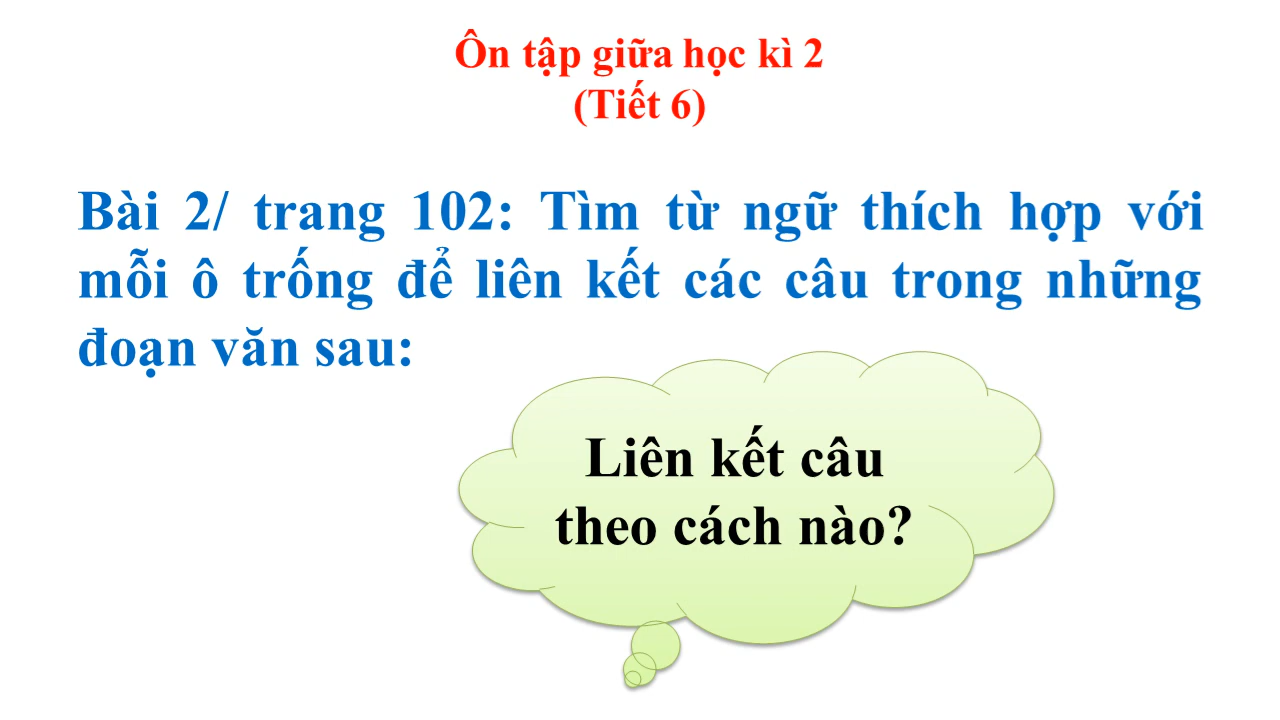 Ôn tập giữa học kì 2
(Tiết 6)
Bài 2/ trang 102: Tìm từ ngữ thích hợp với
mỗi ô trống để liên kết các câu trong những
đoạn văn sau:
Liên kết câu
theo cách nào?